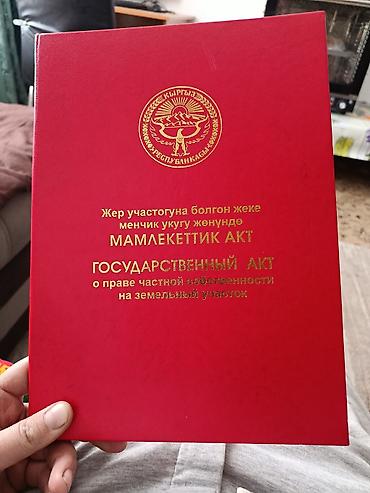 КЫРГЫЗ
РЕСПУБЛИКАСЫ
Жер участогуна болгон жеке
менчик укугу жөнүндө
МАМЛЕКЕТТИК АКТ
ГОСУДАРСТВЕННЫЙ АКТ
о праве частной собственности
на земельный участок